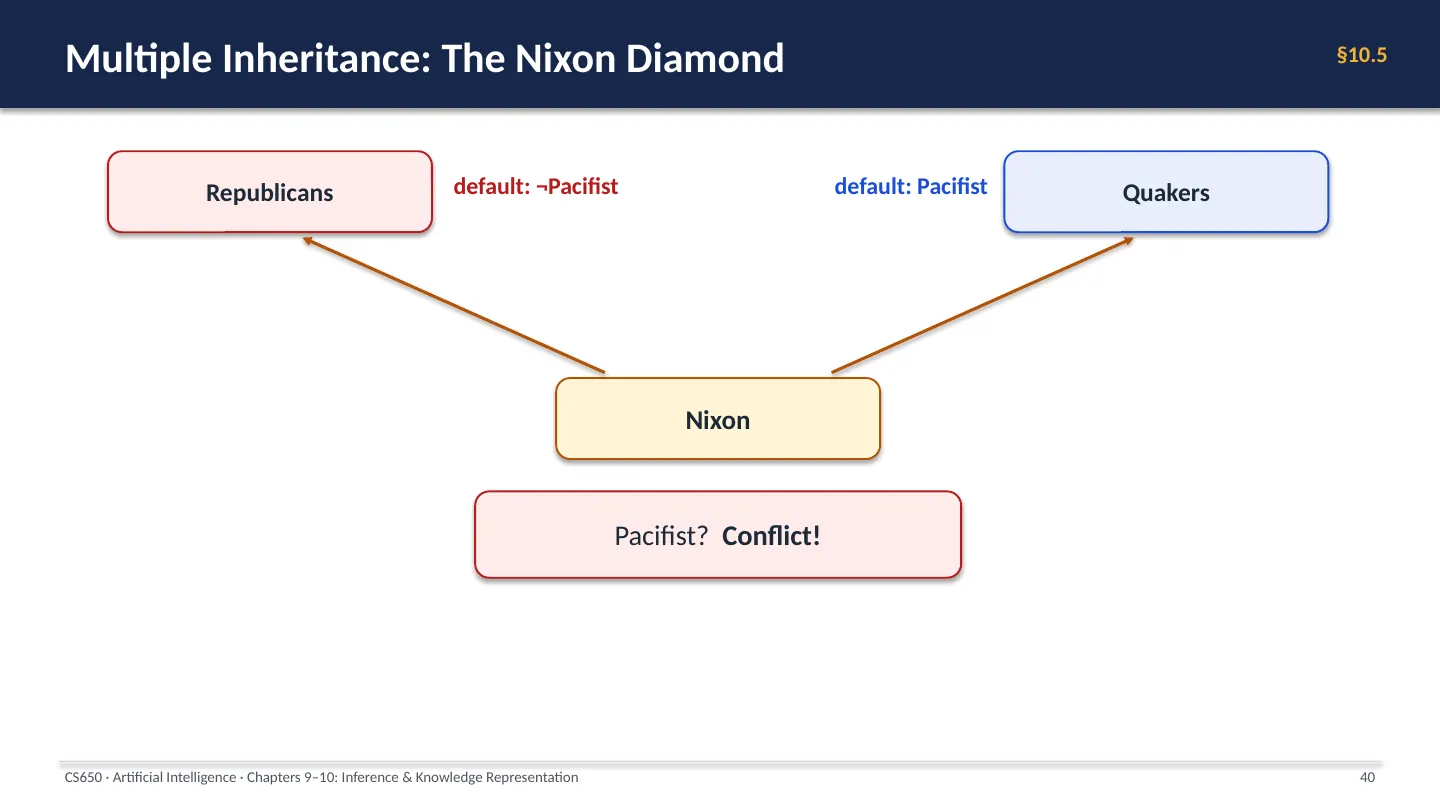 Multiple Inheritance: The Nixon Diamond
§10.5
Republicans
default: ¬Pacifist
default: Pacifist
Quakers
Nixon
Pacifist? Conflict!
CS650 · Artificial Intelligence · Chapters 9–10: Inference & Knowledge Representation
40